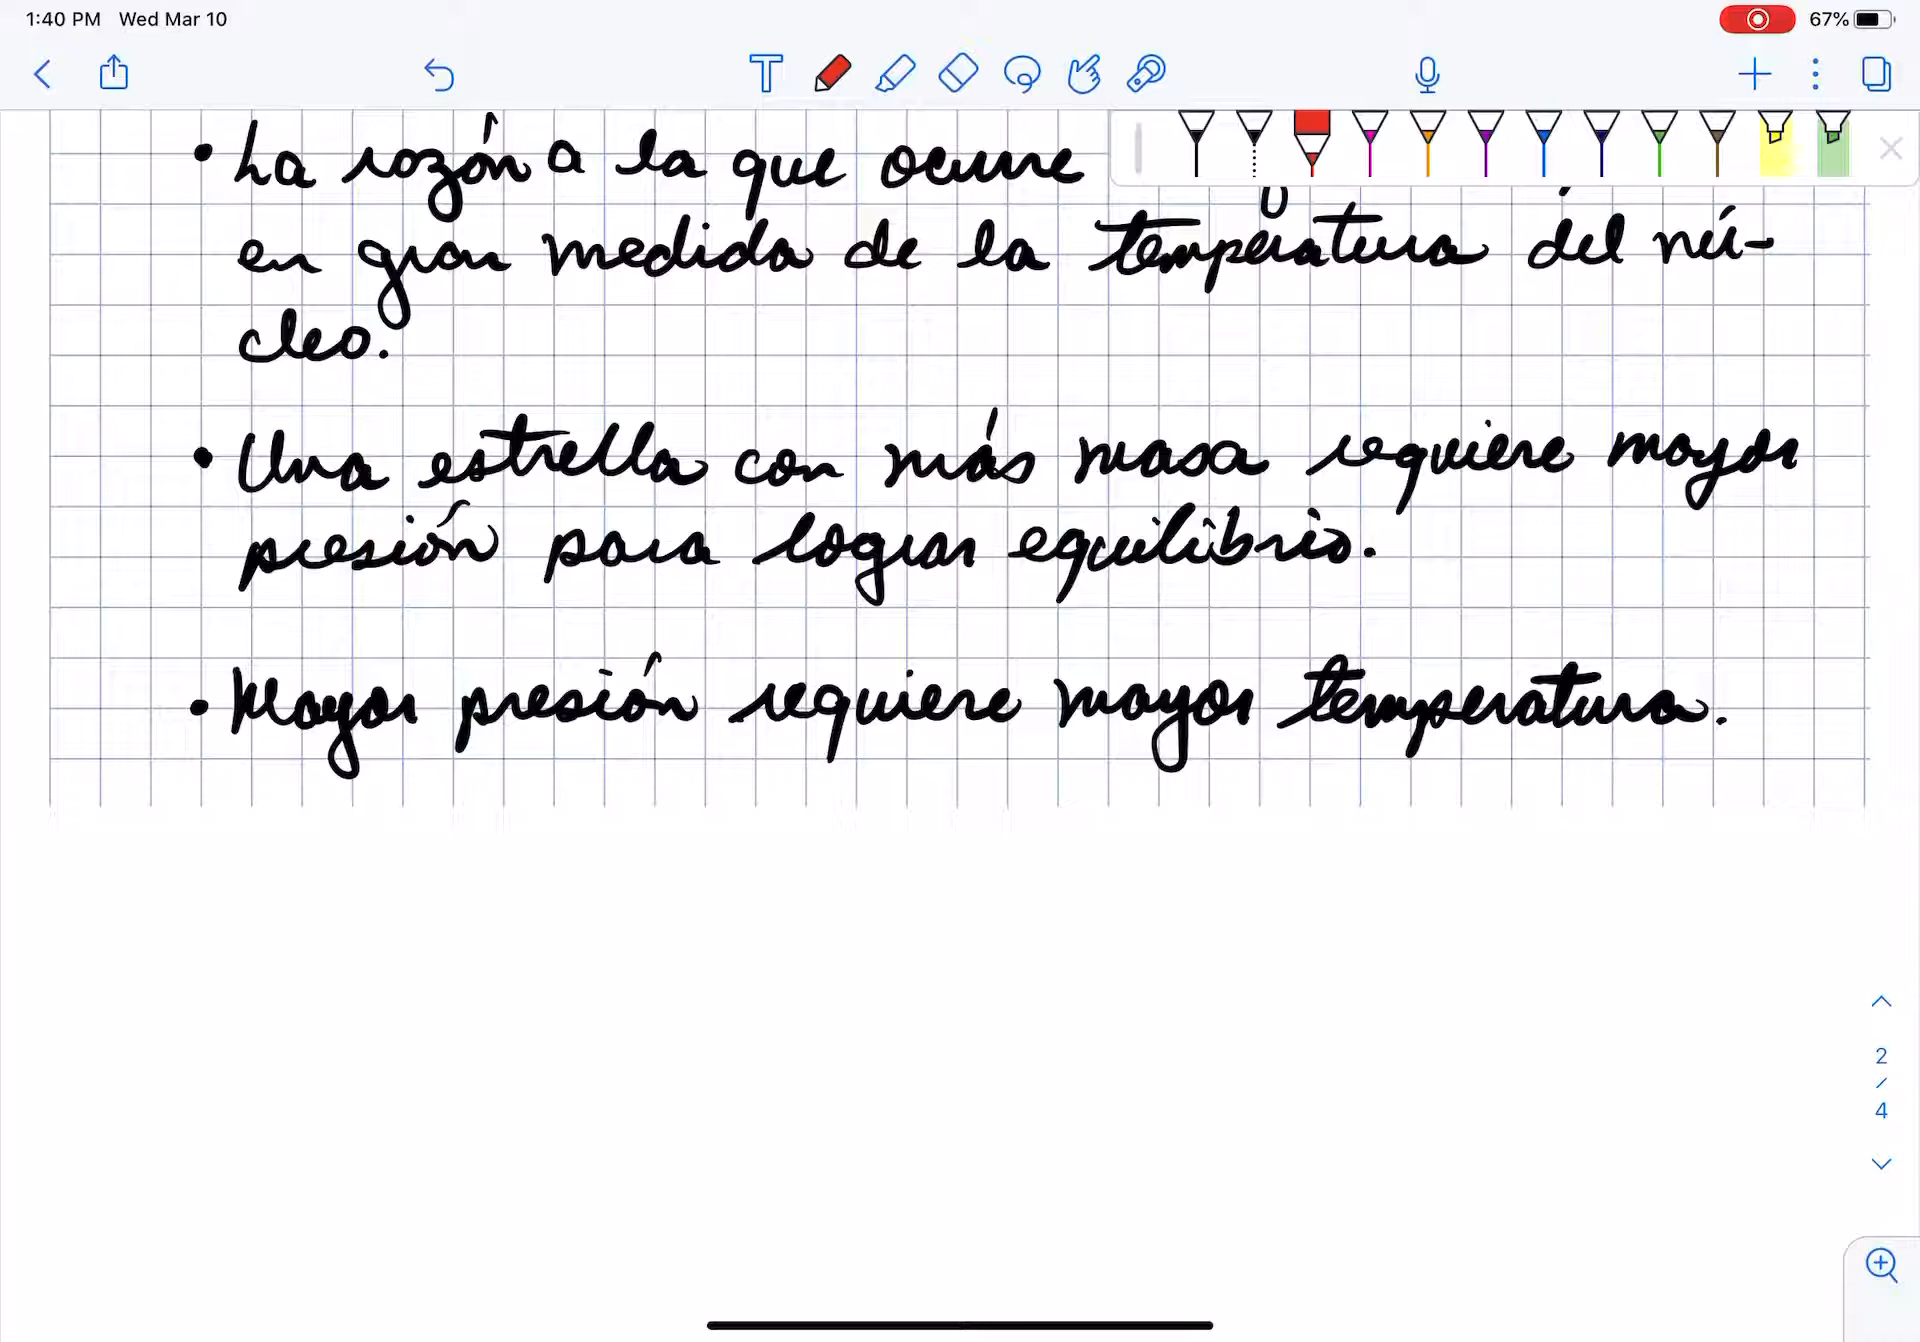 1:40 PM Wed Mar 10
67%
• La razón a la que ocurre
en gran medida de la temperatura del nú-
cleo.
• Una estrella con más masa requiere mayor
presión para lograr equilibrio.
• Mayor presión requiere mayor temperatura.
2
/
4